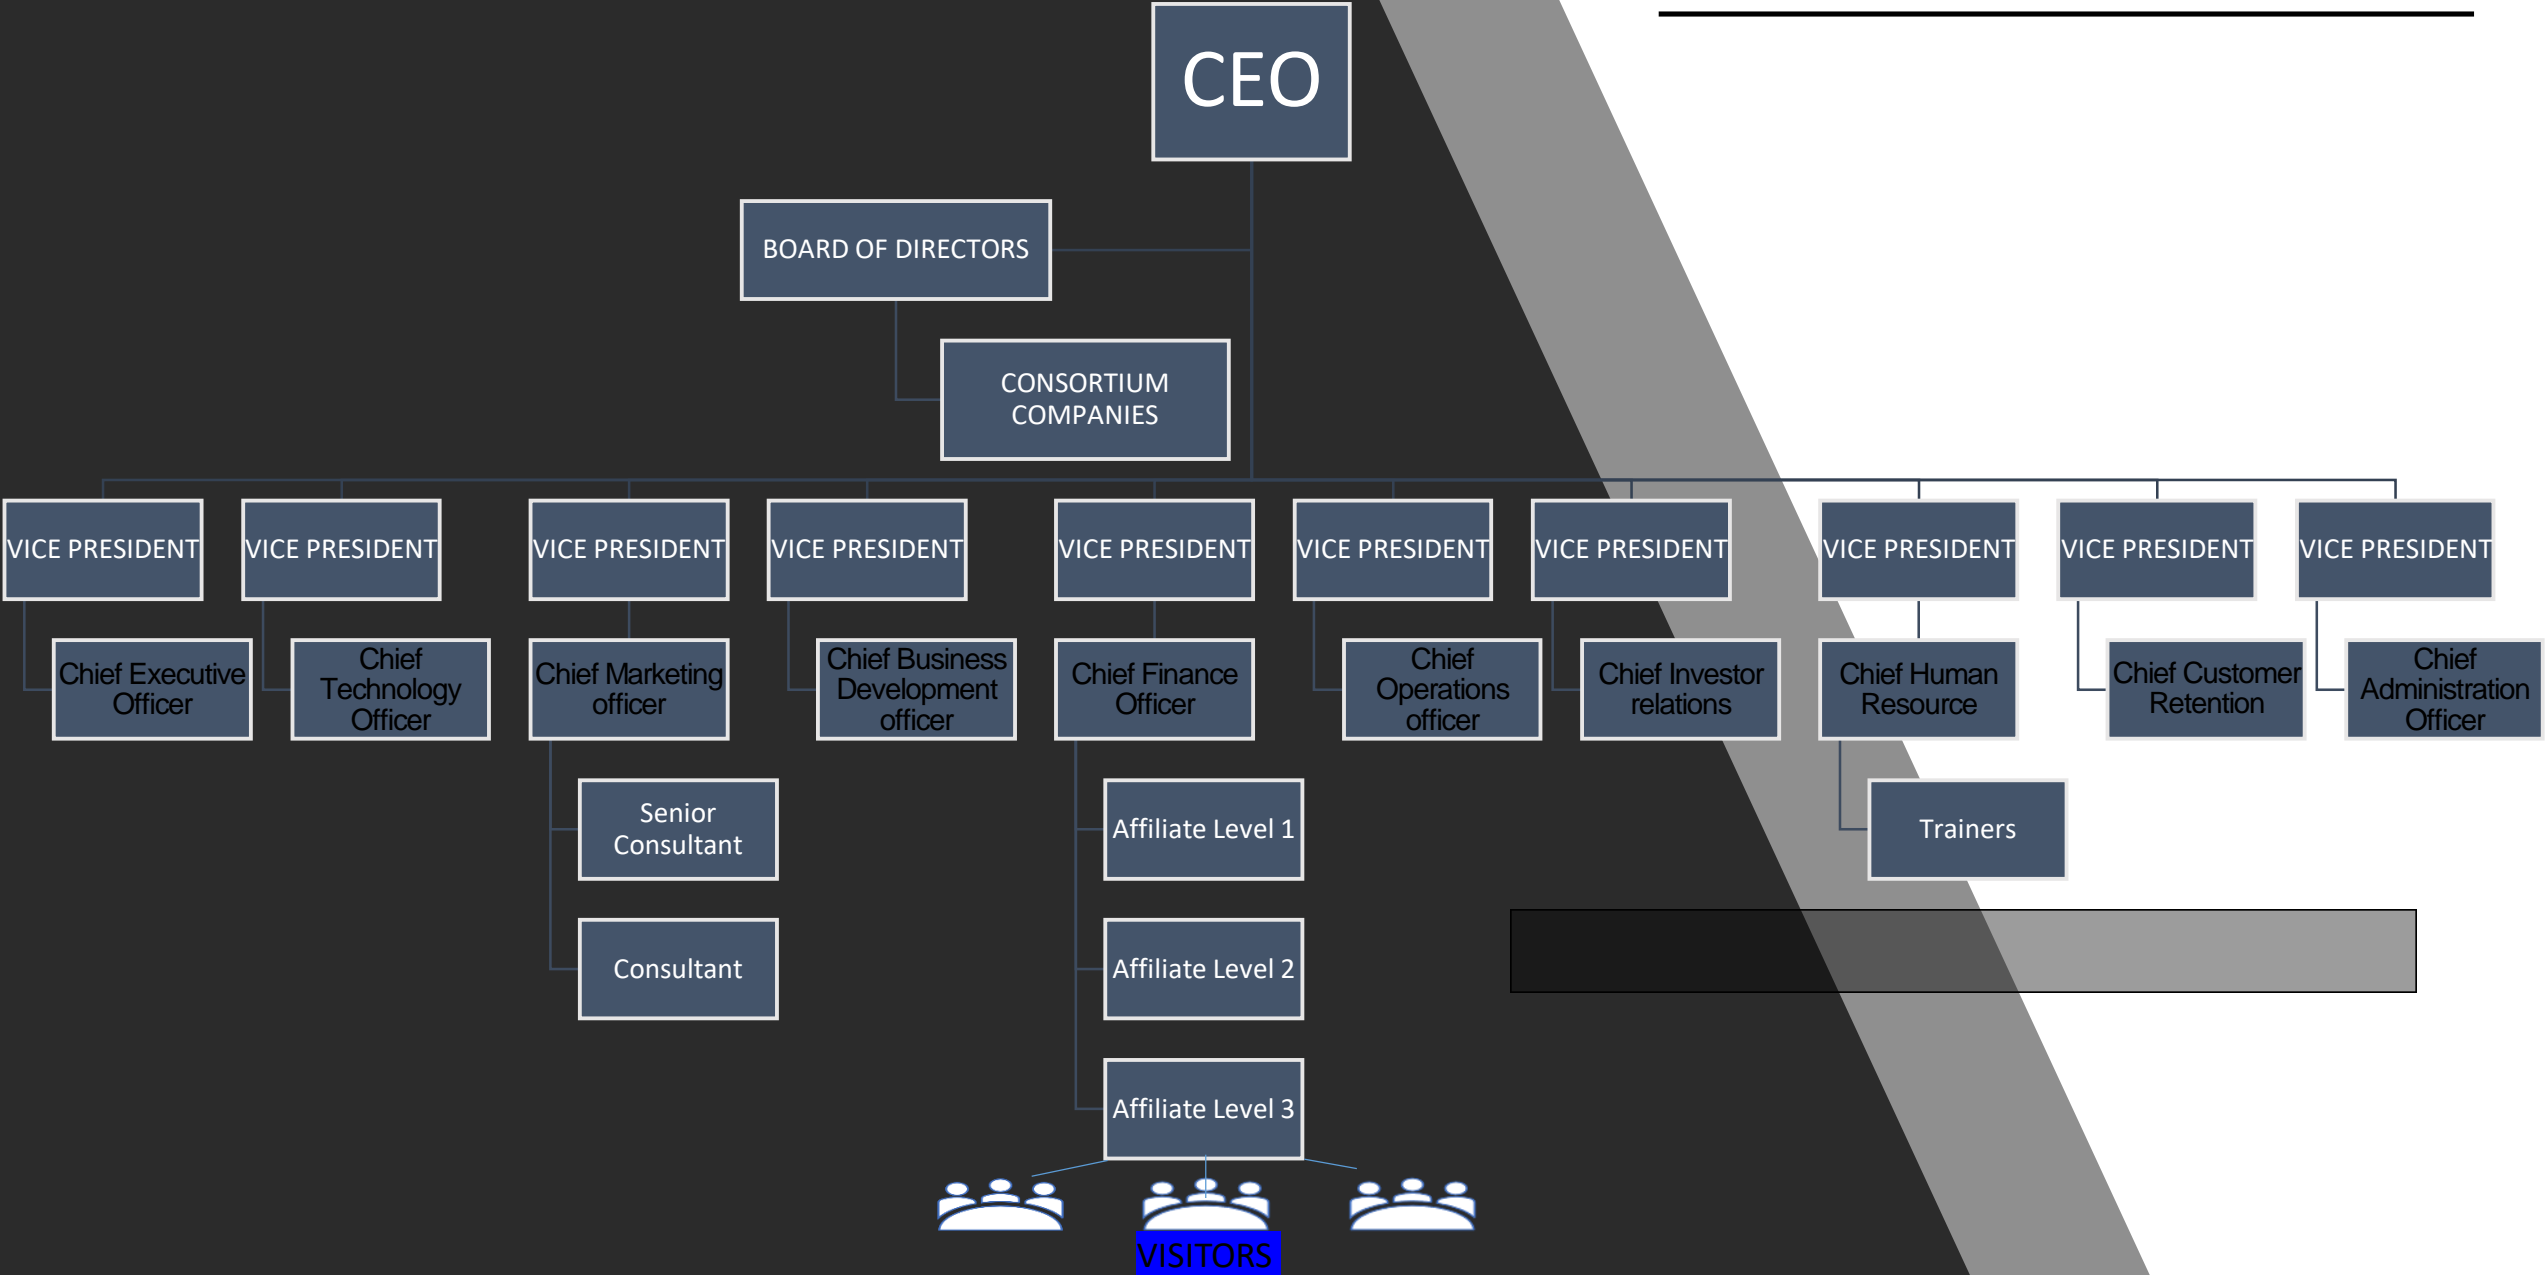 CEO
BOARD OF DIRECTORS
CONSORTIUM
COMPANIES
VICE PRESIDENT
VICE PRESIDENT
VICE PRESIDENT
VICE PRESIDENT
VICE PRESIDENT
VICE PRESIDENT
VICE PRESIDENT
VICE PRESIDENT
VICE PRESIDENT
VICE PRESIDENT
Chief Executive
Officer
Chief
Technology
Officer
Chief Marketing
officer
Chief Business
Development
officer
Chief Finance
Officer
Chief
Operations
officer
Chief Investor
relations
Chief Human
Resource
Chief Customer
Retention
Chief
Administration
Officer
Senior
Consultant
Affiliate Level 1
Trainers
Consultant
Affiliate Level 2
Affiliate Level 3
VISITORS